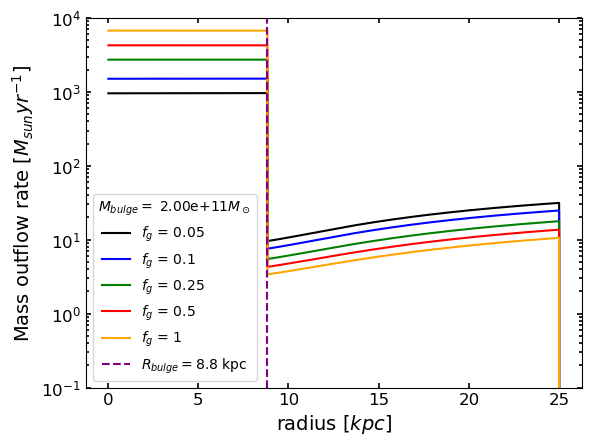 Mass outflow rate [M_sun yr^−1]
10^4
10^3
10^2
10^1
10^0
10^−1
M_bulge = 2.00e+11M_⊙
f_g = 0.05
f_g = 0.1
f_g = 0.25
f_g = 0.5
f_g = 1
R_bulge = 8.8 kpc
0 5 10 15 20 25
radius [kpc]